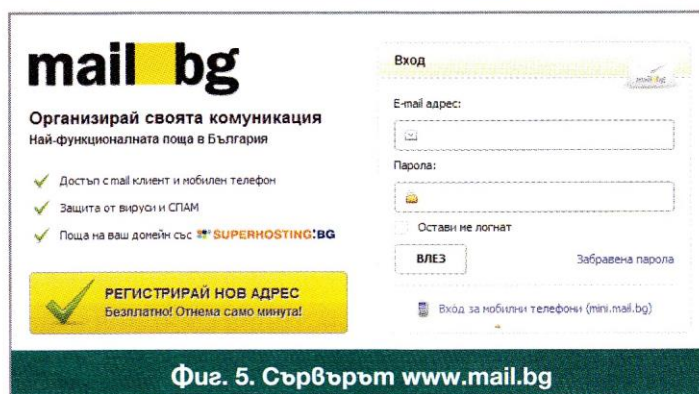 mail bg
Организирай своята комуникация
Най-функционалната поща в България
Достъп с mail клиент и мобилен телефон
Защита от вируси и СПАМ
Поща на ваш домейн със SUPERHOSTING.BG
РЕГИСТРИРАЙ НОВ АДРЕС
Безплатно! Отнема само минута!
Вход
mail bg
E-mail адрес:
Парола:
Остави ме логнат
ВЛЕЗ
Забравена парола
Вход за мобилни телефони (mini.mail.bg)
Фиг. 5. Сървърът www.mail.bg